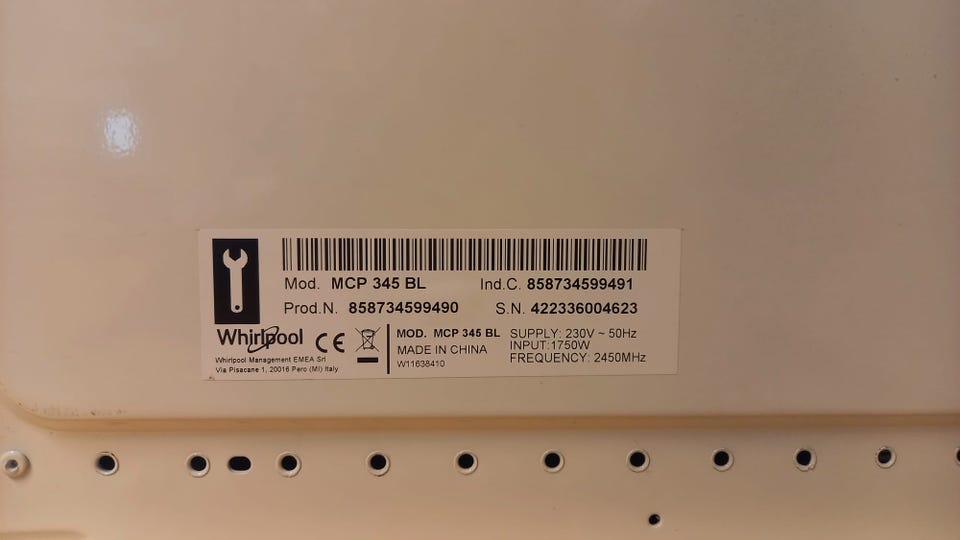 Mod. MCP 345 BL Ind.C. 858734599491
Prod.N. 858734599490 S.N. 422336004623
Whirlpool CE
Whirlpool Management EMEA Srl
Via Pisacane 1, 20016 Pero (MI) Italy
MOD. MCP 345 BL
MADE IN CHINA
W11638410
SUPPLY: 230V ~ 50Hz
INPUT: 1750W
FREQUENCY: 2450MHz